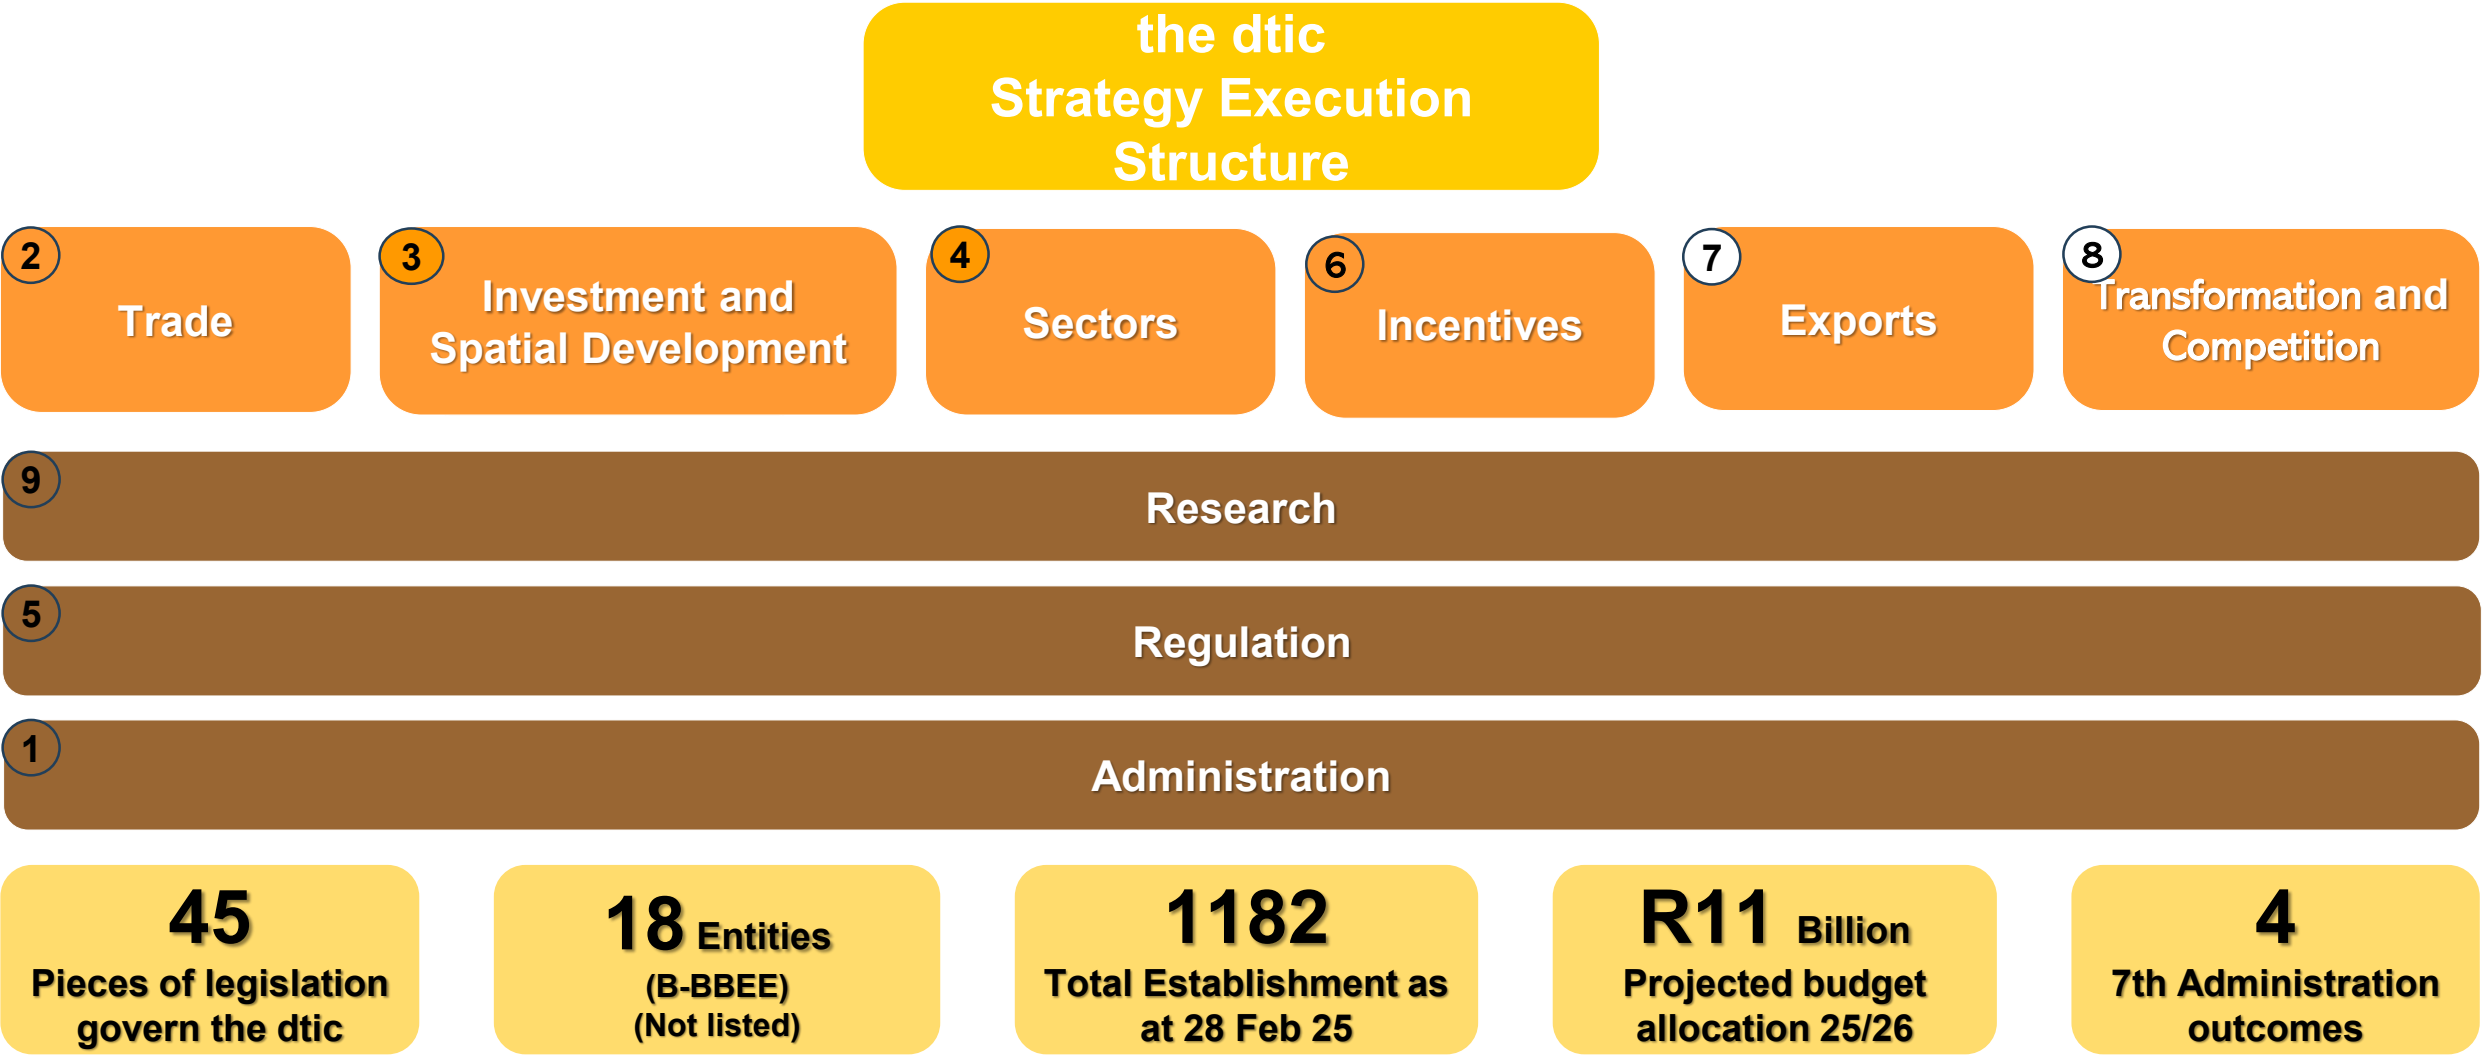 the dtic
Strategy Execution
Structure
2
Trade
3
Investment and
Spatial Development
4
Sectors
6
Incentives
7
Exports
8
Transformation and
Competition
9
Research
5
Regulation
1
Administration
45
Pieces of legislation
govern the dtic
18 Entities
(B-BBEE)
(Not listed)
1182
Total Establishment as
at 28 Feb 25
R11 Billion
Projected budget
allocation 25/26
4
7th Administration
outcomes